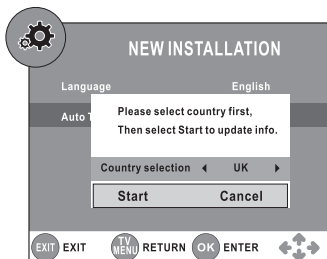 NEW INSTALLATION
Language English
Auto T
Please select country first,
Then select Start to update info.
Country selection UK
Start Cancel
EXIT EXIT TV MENU RETURN OK ENTER